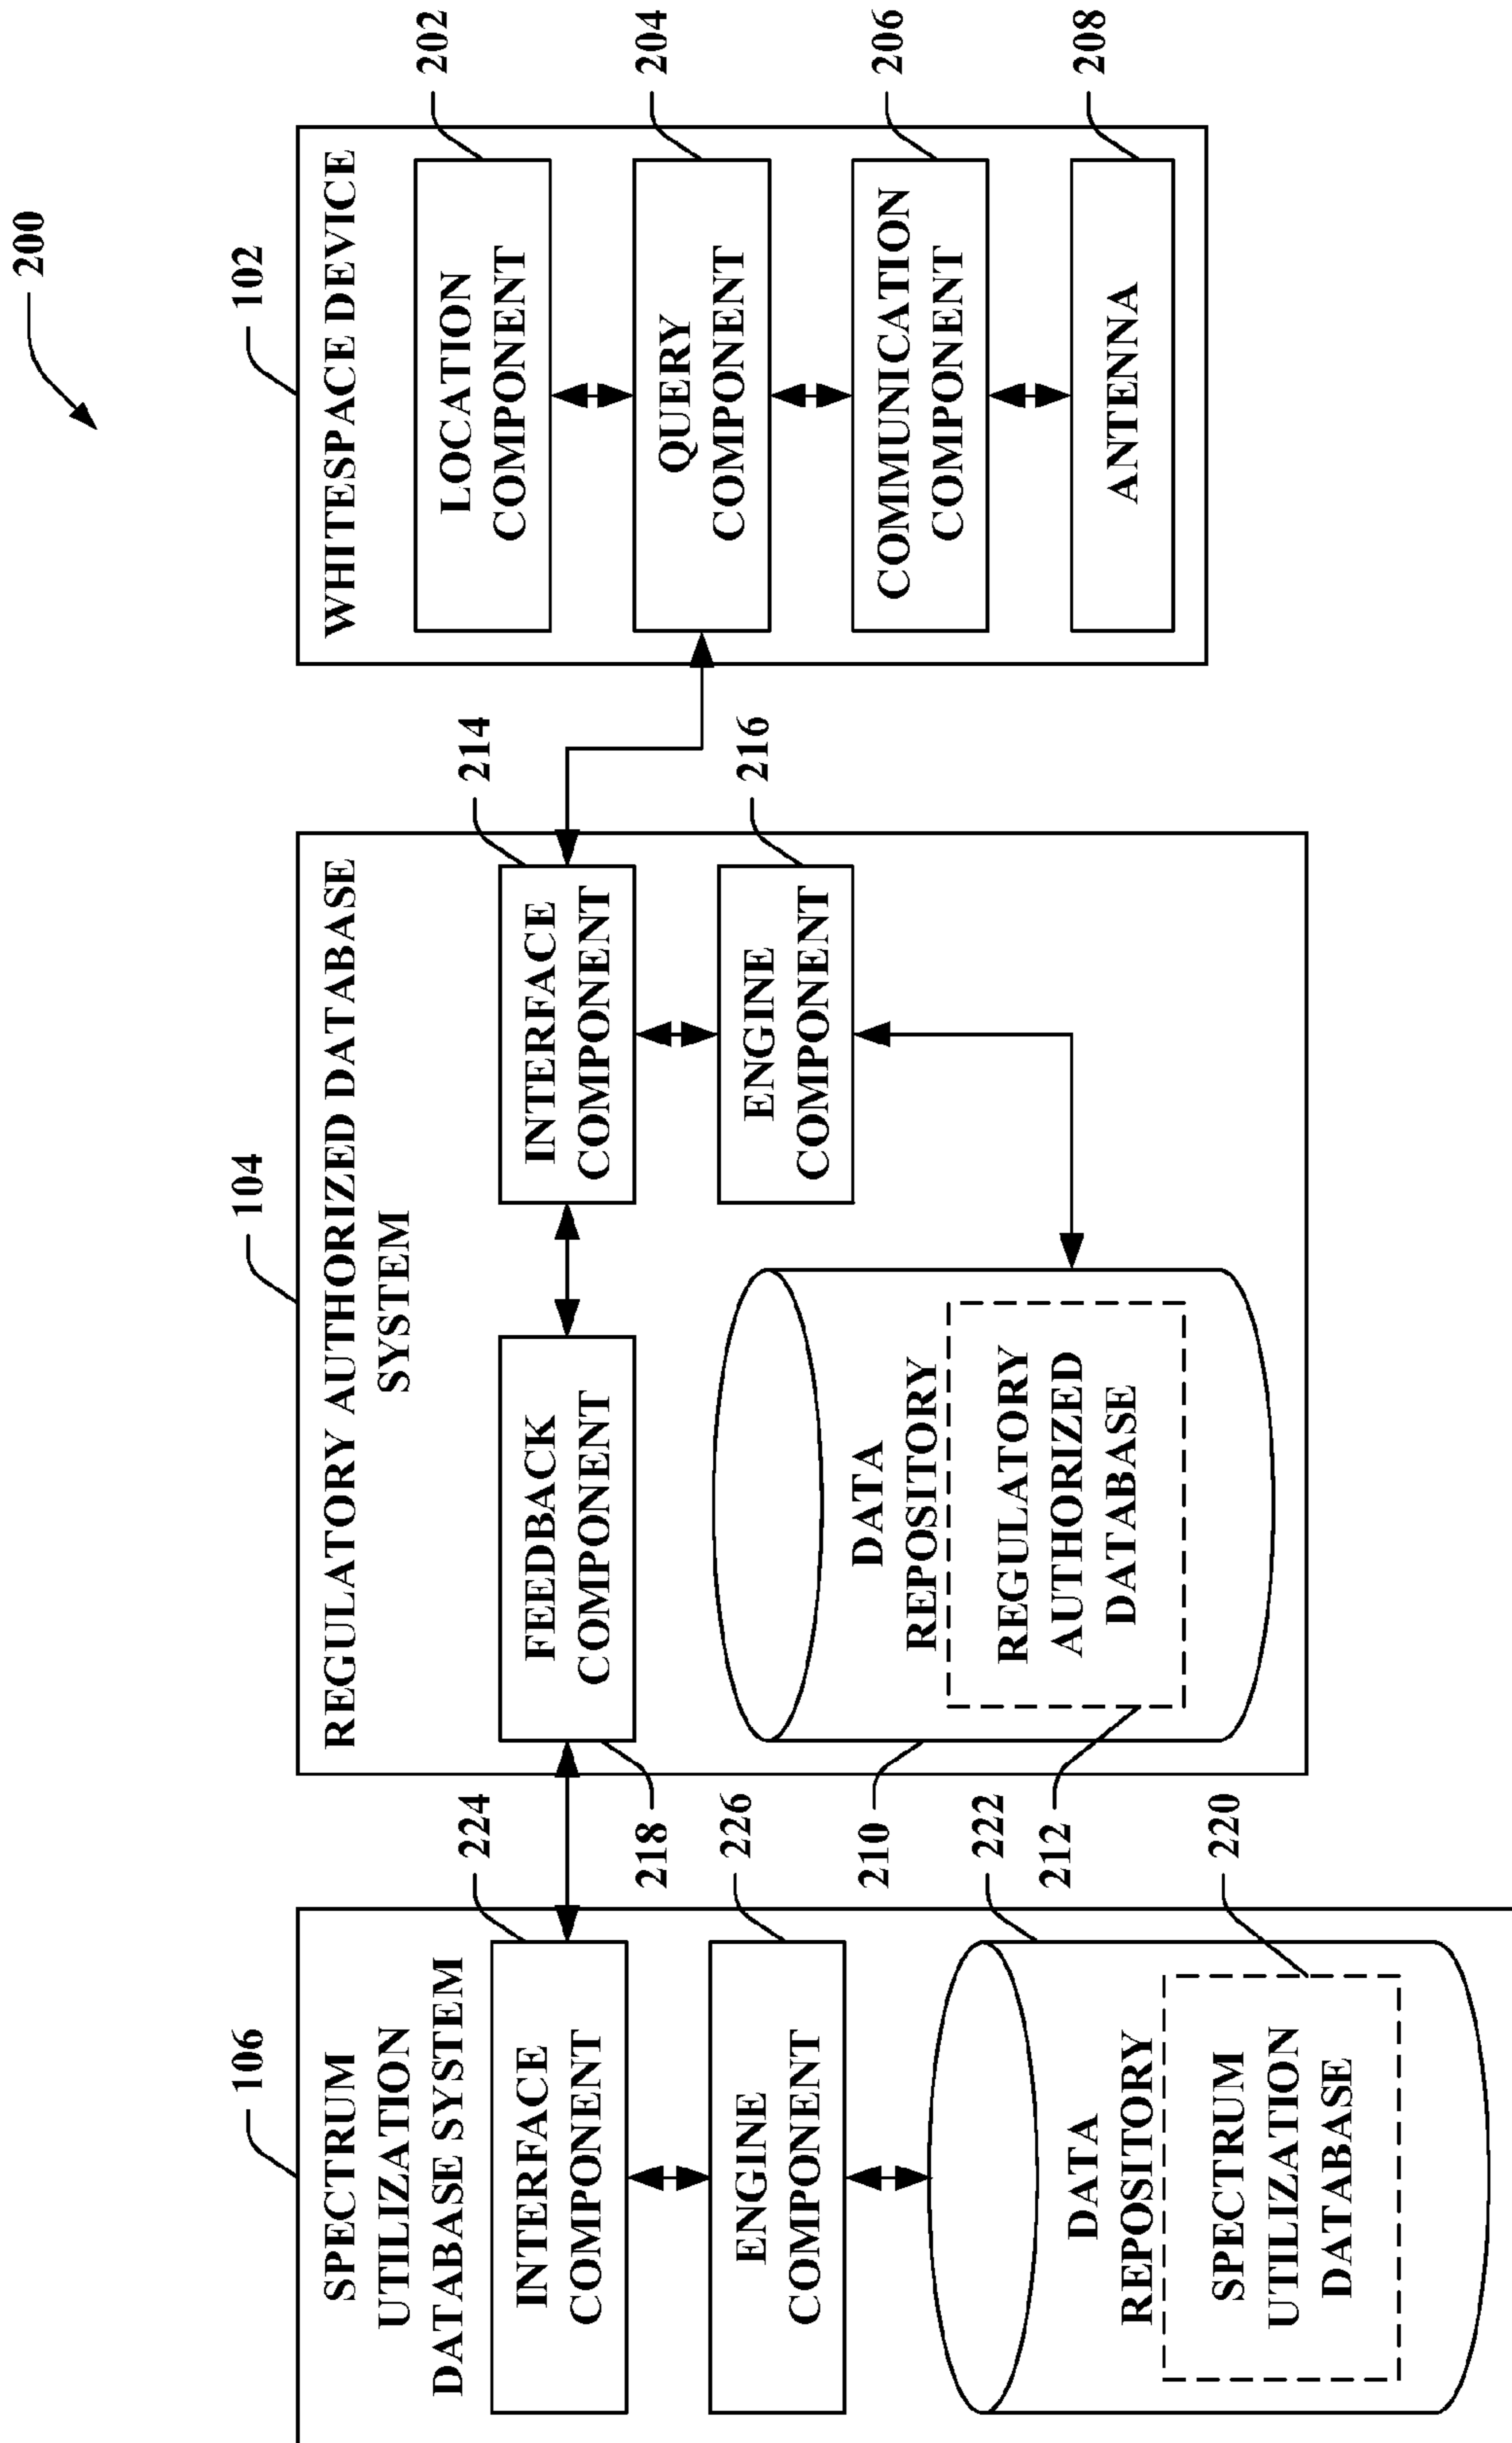 200
106
SPECTRUM
UTILIZATION
DATABASE SYSTEM
224
INTERFACE
COMPONENT
226
ENGINE
COMPONENT
222
DATA
REPOSITORY
220
SPECTRUM
UTILIZATION
DATABASE
104
REGULATORY AUTHORIZED DATABASE
SYSTEM
FEEDBACK
COMPONENT
218
214
INTERFACE
COMPONENT
216
ENGINE
COMPONENT
DATA
REPOSITORY
210
REGULATORY
AUTHORIZED
DATABASE
212
102
WHITESPACE DEVICE
202
LOCATION
COMPONENT
204
QUERY
COMPONENT
206
COMMUNICATION
COMPONENT
208
ANTENNA